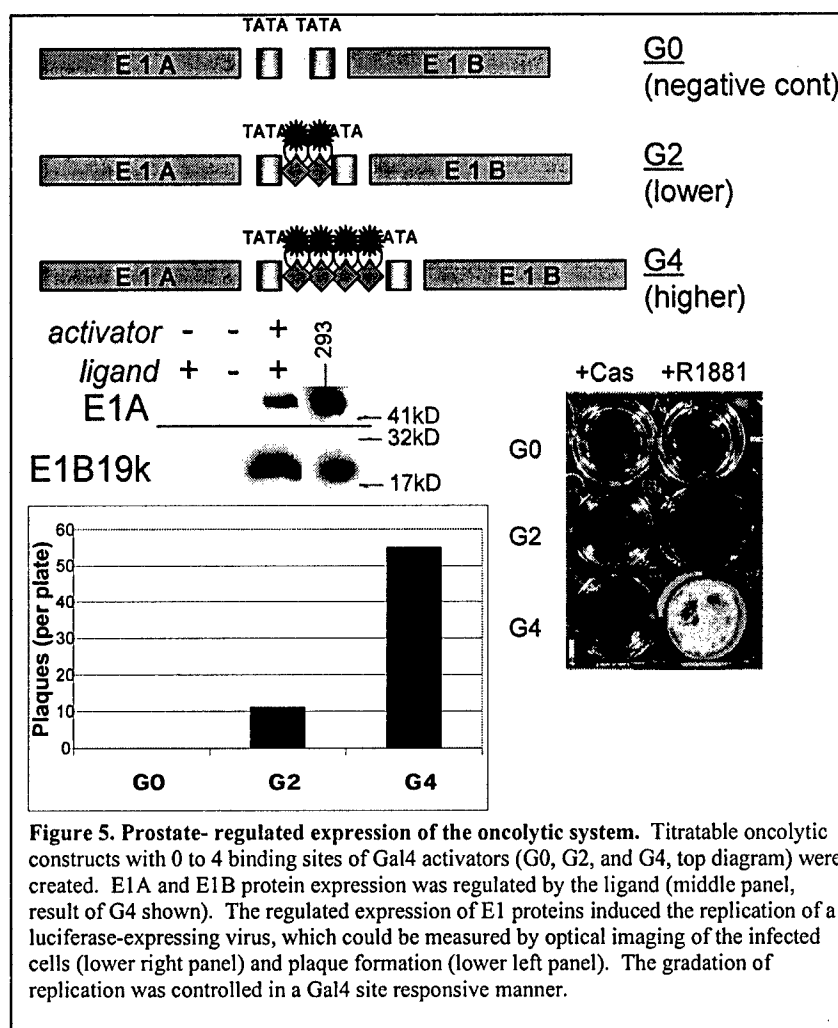 TATA TATA
E1A E1B
G0
(negative cont)
TATA ATA
E1A E1B
G2
(lower)
TATA ATA
E1A E1B
G4
(higher)
activator - - +
ligand + - +
293
E1A
41kD
32kD
E1B19k
17kD
+Cas +R1881
G0
G2
G4
Plaques (per plate)
60
50
40
30
20
10
0
G0 G2 G4
Figure 5. Prostate- regulated expression of the oncolytic system. Titratable oncolytic
constructs with 0 to 4 binding sites of Gal4 activators (G0, G2, and G4, top diagram) were
created. E1A and E1B protein expression was regulated by the ligand (middle panel,
result of G4 shown). The regulated expression of E1 proteins induced the replication of a
luciferase-expressing virus, which could be measured by optical imaging of the infected
cells (lower right panel) and plaque formation (lower left panel). The gradation of
replication was controlled in a Gal4 site responsive manner.